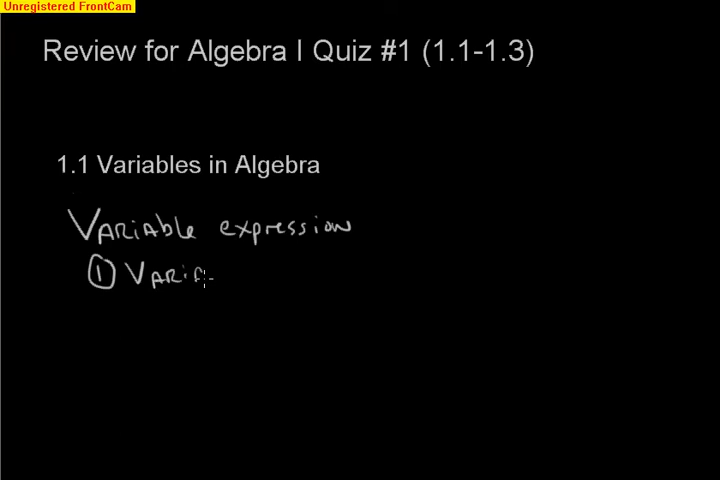 Unregistered FrontCam
Review for Algebra I Quiz #1 (1.1-1.3)
1.1 Variables in Algebra
Variable expression
① Varia